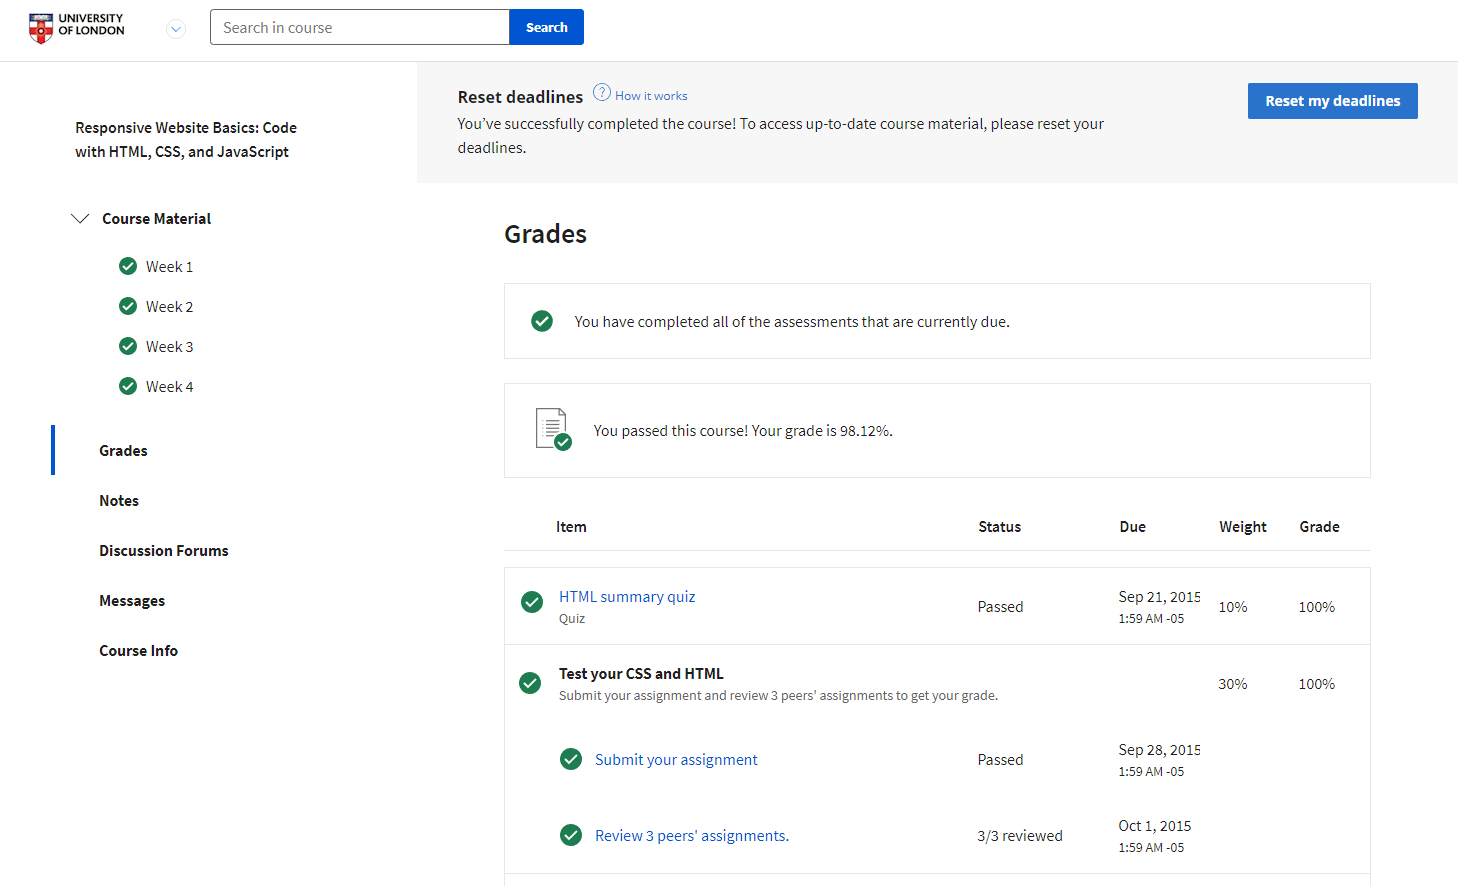 UNIVERSITY
OF LONDON
Search in course
Search
Responsive Website Basics: Code
with HTML, CSS, and JavaScript
Course Material
Week 1
Week 2
Week 3
Week 4
Grades
Notes
Discussion Forums
Messages
Course Info
Reset deadlines ? How it works
You’ve successfully completed the course! To access up-to-date course material, please reset your
deadlines.
Reset my deadlines
Grades
You have completed all of the assessments that are currently due.
You passed this course! Your grade is 98.12%.
Item Status Due Weight Grade
HTML summary quiz
Quiz
Passed
Sep 21, 2015
1:59 AM -05
10%
100%
Test your CSS and HTML
Submit your assignment and review 3 peers' assignments to get your grade.
30%
100%
Submit your assignment
Passed
Sep 28, 2015
1:59 AM -05
Review 3 peers' assignments.
3/3 reviewed
Oct 1, 2015
1:59 AM -05